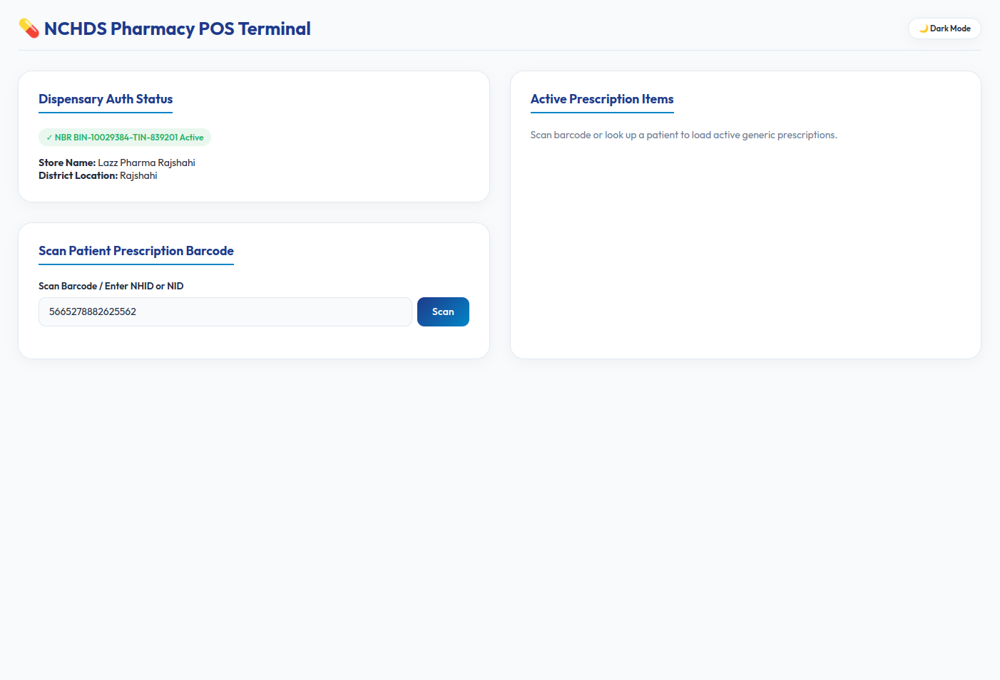 NCHDS Pharmacy POS Terminal
Dark Mode
Dispensary Auth Status
✓ NBR BIN-10029384-TIN-839201 Active
Store Name: Lazz Pharma Rajshahi
District Location: Rajshahi
Scan Patient Prescription Barcode
Scan Barcode / Enter NHID or NID
5665278882625562
Scan
Active Prescription Items
Scan barcode or look up a patient to load active generic prescriptions.